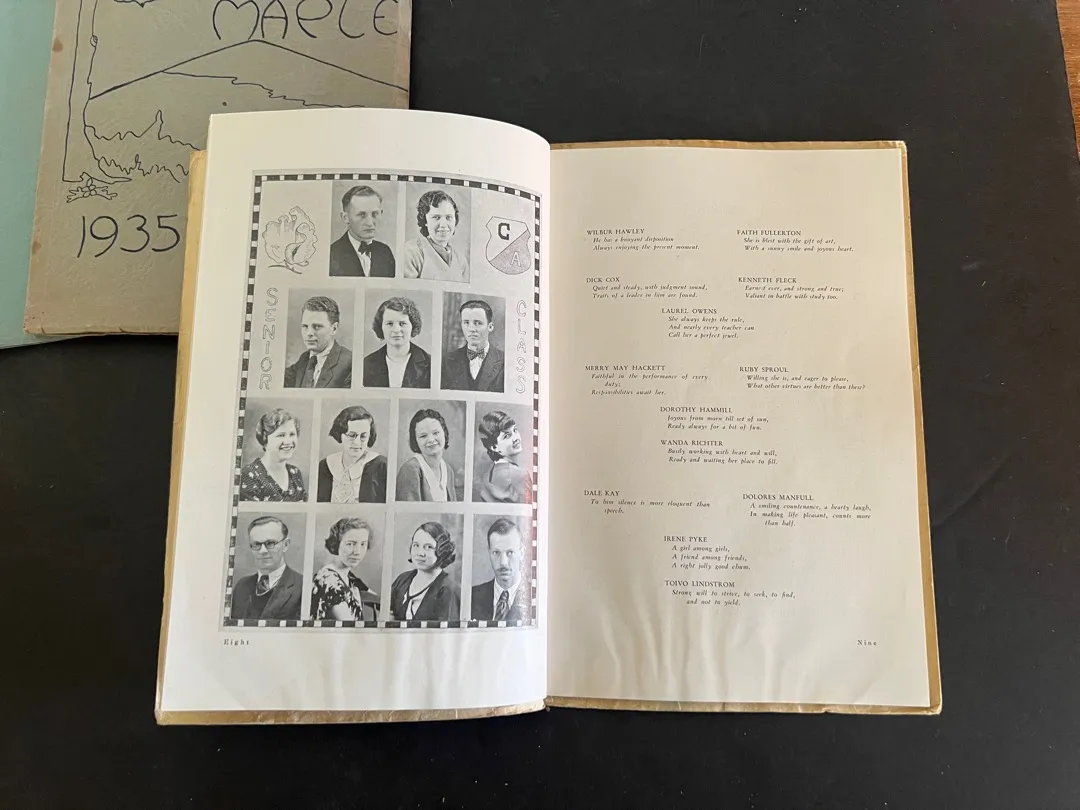 MAPLE
1935
C
A
SENIOR
CLASS
Eight
WILBUR HAWLEY
He has a buoyant disposition
Always enjoying the present moment.
FAITH FULLERTON
She is blest with the gift of art,
With a sunny smile and joyous heart.
DICK COX
Quiet and steady, with judgment sound,
Traits of a leader in him are found.
KENNETH FLECK
Earnest ever, and strong and true;
Valiant in battle with study too.
LAUREL OWENS
She always keeps the rule,
And nearly every teacher can
Call her a perfect jewel.
MERRY MAY HACKETT
Faithful in the performance of every
duty;
Responsibilities await her.
RUBY SPROUL
Willing she is, and eager to please,
What other virtues are better than these?
DOROTHY HAMMILL
Joyous from morn till set of sun,
Ready always for a bit of fun.
WANDA RICHTER
Busily working with heart and will,
Ready and waiting her place to fill.
DALE KAY
To him silence is more eloquent than
speech.
DOLORES MANFULL
A smiling countenance, a hearty laugh,
In making life pleasant, counts more
than half.
IRENE PYKE
A girl among girls,
A friend among friends,
A right jolly good chum.
TOIVO LINDSTROM
Strong will to strive, to seek, to find,
and not to yield.
Nine